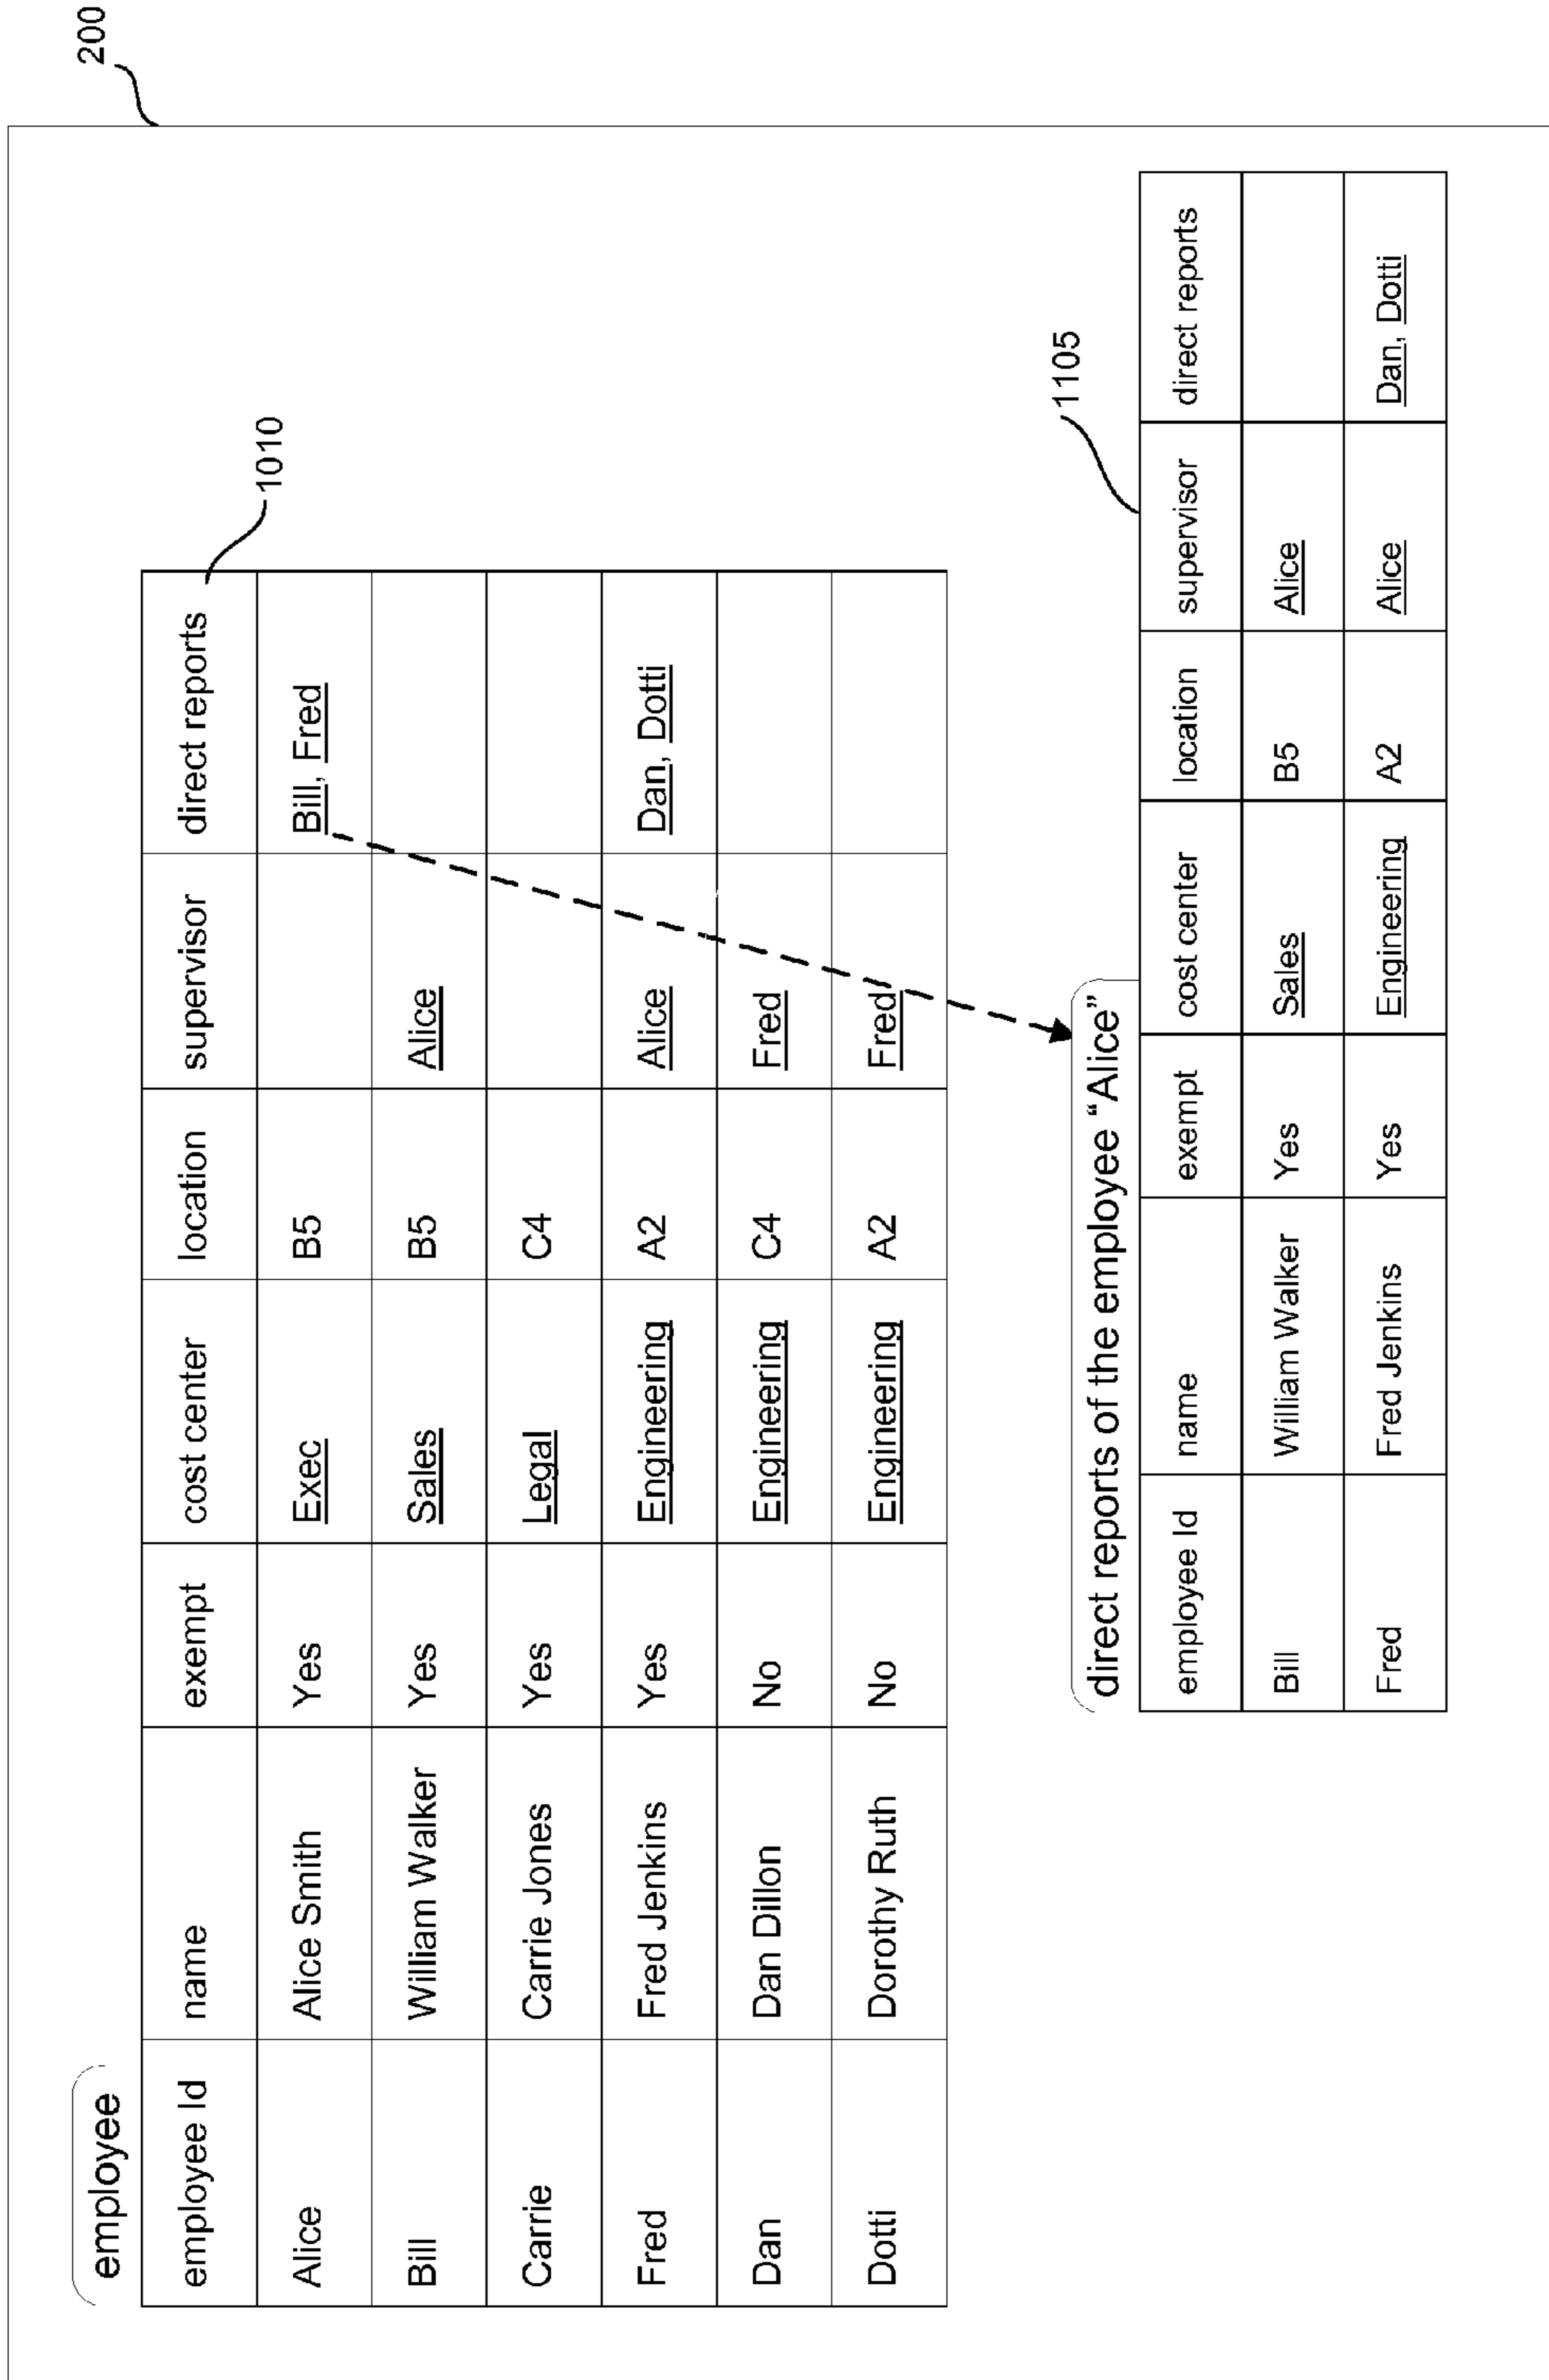 200
employee
employee Id name exempt cost center location supervisor direct reports
1010
Alice Alice Smith Yes Exec B5 Bill, Fred
Bill William Walker Yes Sales B5 Alice
Carrie Carrie Jones Yes Legal C4
Fred Fred Jenkins Yes Engineering A2 Alice Dan, Dotti
Dan Dan Dillon No Engineering C4 Fred
Dotti Dorothy Ruth No Engineering A2 Fred
1105
direct reports of the employee “Alice”
employee Id name exempt cost center location supervisor direct reports
Bill William Walker Yes Sales B5 Alice
Fred Fred Jenkins Yes Engineering A2 Alice Dan, Dotti